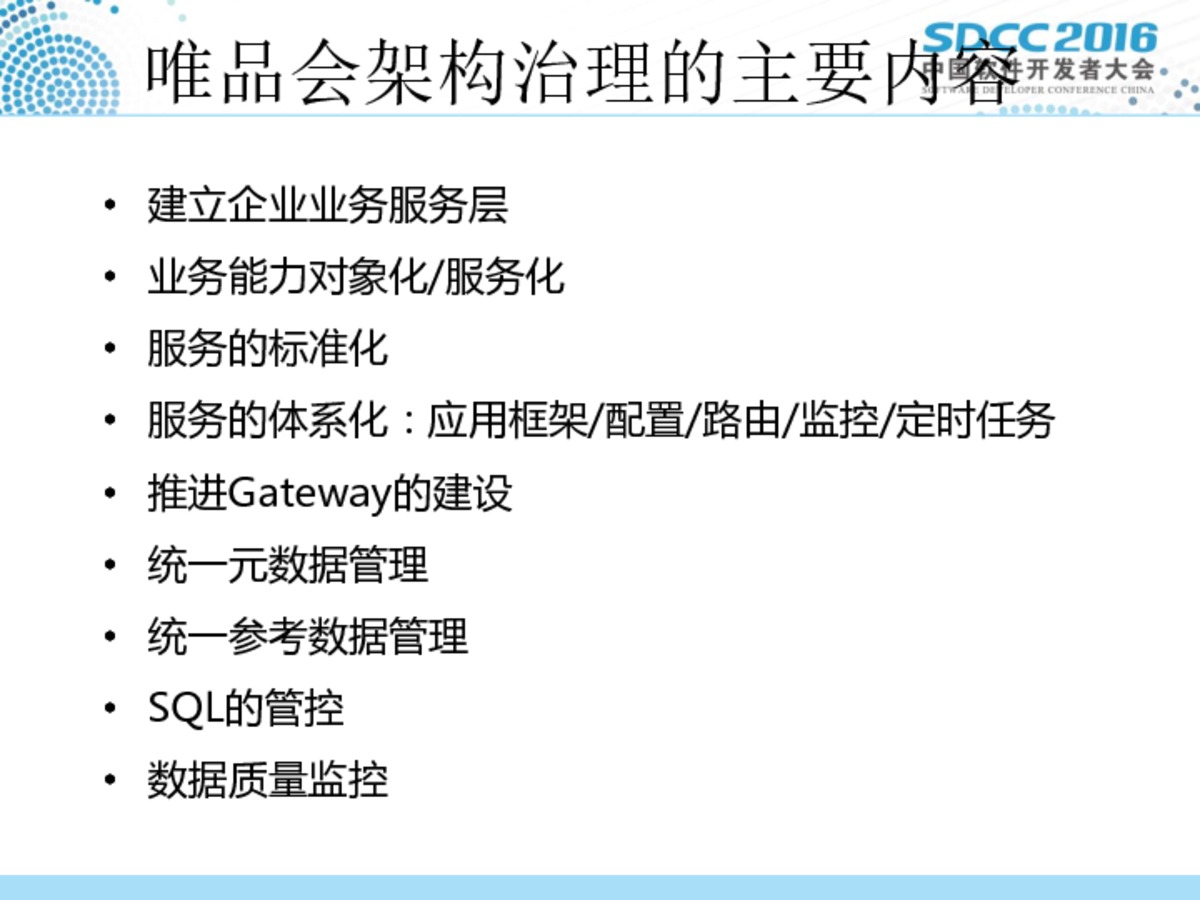 唯品会架构治理的主要内容
SDCC 2016
中国软件开发者大会
SOFTWARE DEVELOPER CONFERENCE CHINA
• 建立企业业务服务层
• 业务能力对象化/服务化
• 服务的标准化
• 服务的体系化：应用框架/配置/路由/监控/定时任务
• 推进Gateway的建设
• 统一元数据管理
• 统一参考数据管理
• SQL的管控
• 数据质量监控